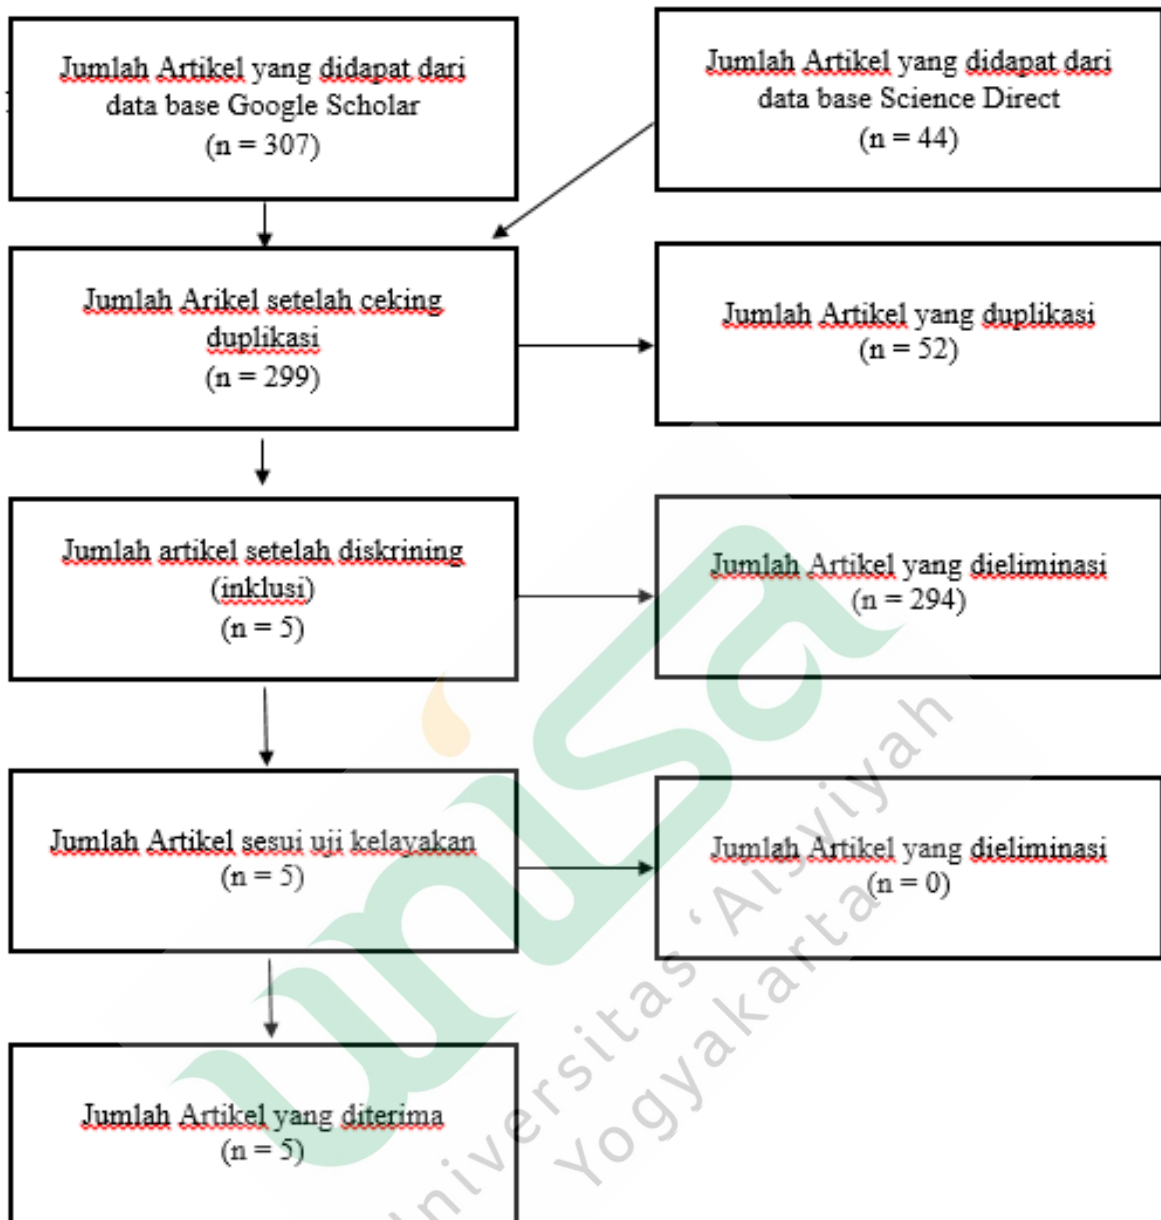 Jumlah Artikel yang didapat dari
data base Google Scholar
(n = 307)
Jumlah Artikel yang didapat dari
data base Science Direct
(n = 44)
Jumlah Arikel setelah ceking
duplikasi
(n = 299)
Jumlah Artikel yang duplikasi
(n = 52)
Jumlah artikel setelah diskrining
(inklusi)
(n = 5)
Jumlah Artikel yang dieliminasi
(n = 294)
Jumlah Artikel sesui uji kelayakan
(n = 5)
Jumlah Artikel yang dieliminasi
(n = 0)
Jumlah Artikel yang diterima
(n = 5)
unisa
Universitas ‘Aisyiyah
Yogyakarta